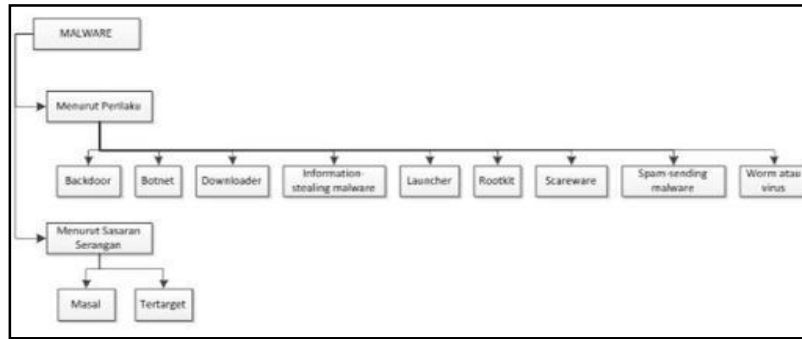 MALWARE
Menurut Perilaku
Backdoor
Botnet
Downloader
Information-
stealing malware
Launcher
Rootkit
Scareware
Spam-sending
malware
Worm atau
virus
Menurut Sasaran
Serangan
Masal
Tertarget